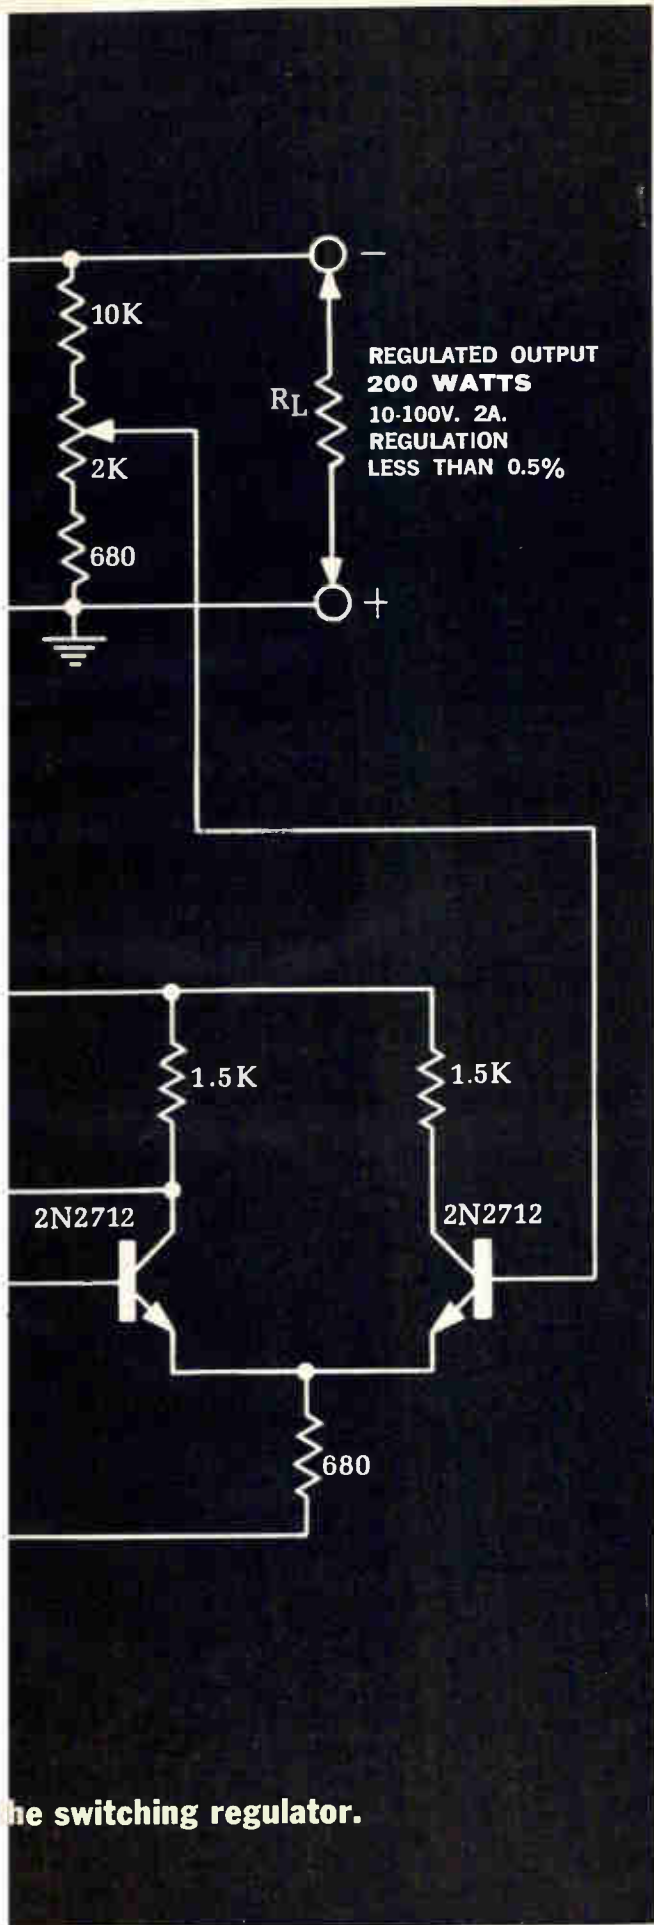 −
10K
REGULATED OUTPUT
200 WATTS
10-100V. 2A.
REGULATION
LESS THAN 0.5%
RL
2K
680
+
1.5K
1.5K
2N2712
2N2712
680
he switching regulator.